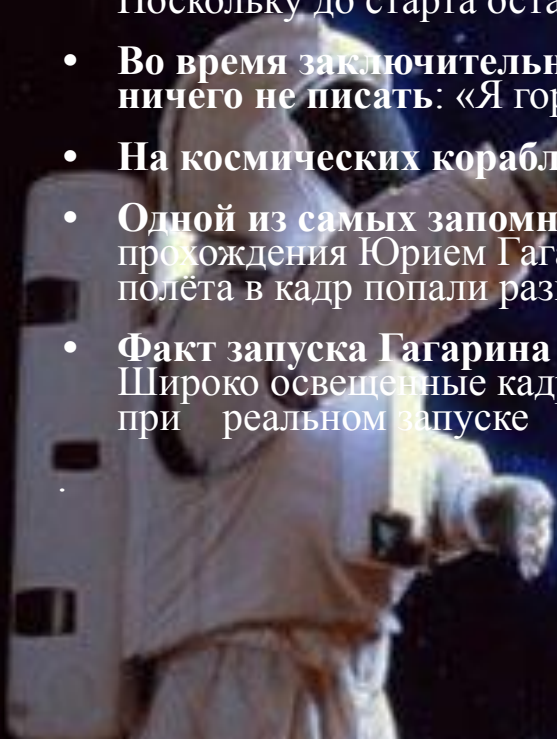 Поскольку до старта оста
• Во время заключительн
ничего не писать: «Я гор
• На космических корабл
• Одной из самых запомн
прохождения Юрием Гага
полёта в кадр попали раз
• Факт запуска Гагарина
Широко освещенные кад
при реальном запуске
.